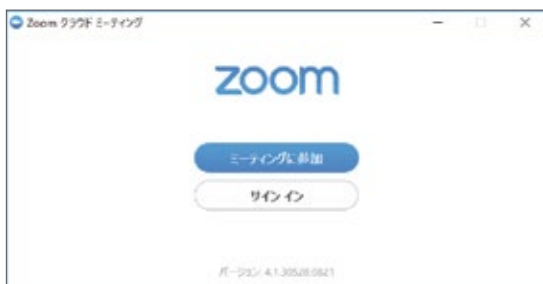 Zoom クラウド ミーティング
zoom
ミーティングに参加
サイン イン
バージョン: 4.1.30528.0821